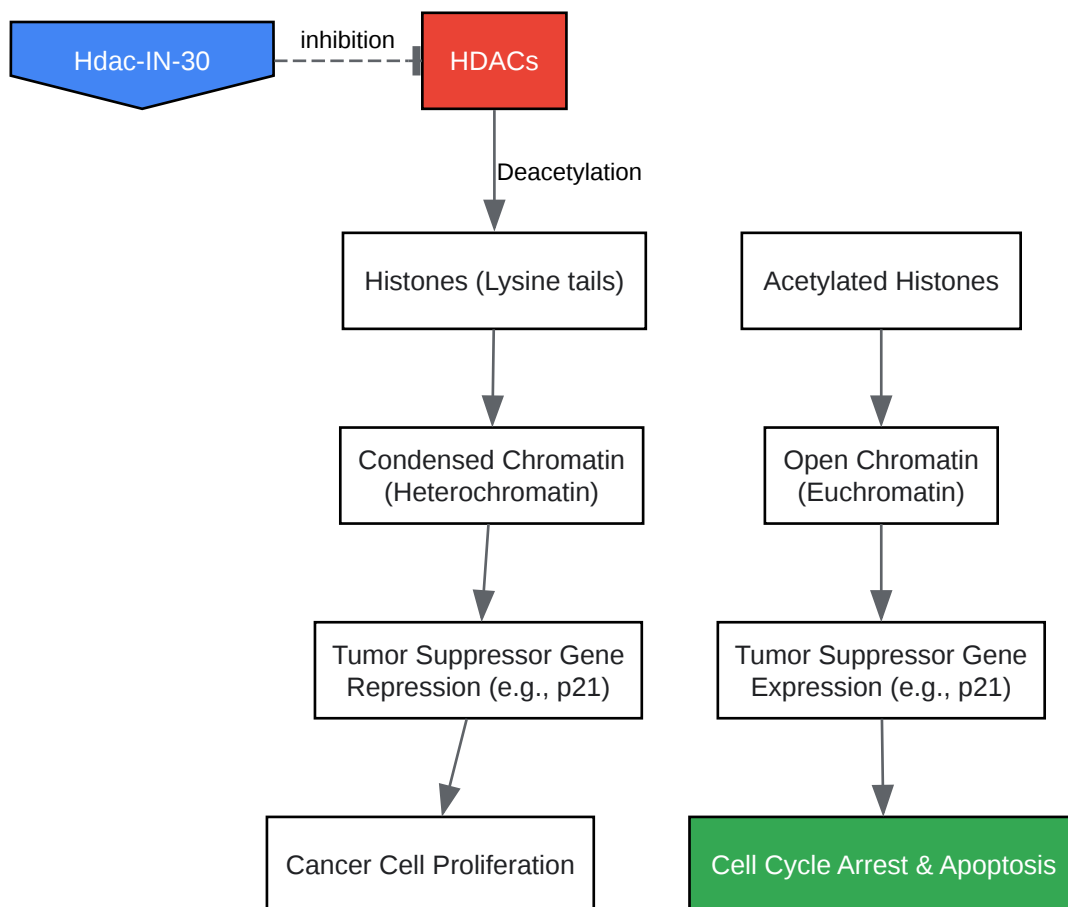 Hdac-IN-30
inhibition
HDACs
Deacetylation
Histones (Lysine tails)
Acetylated Histones
Condensed Chromatin
(Heterochromatin)
Open Chromatin
(Euchromatin)
Tumor Suppressor Gene
Repression (e.g., p21)
Tumor Suppressor Gene
Expression (e.g., p21)
Cancer Cell Proliferation
Cell Cycle Arrest & Apoptosis